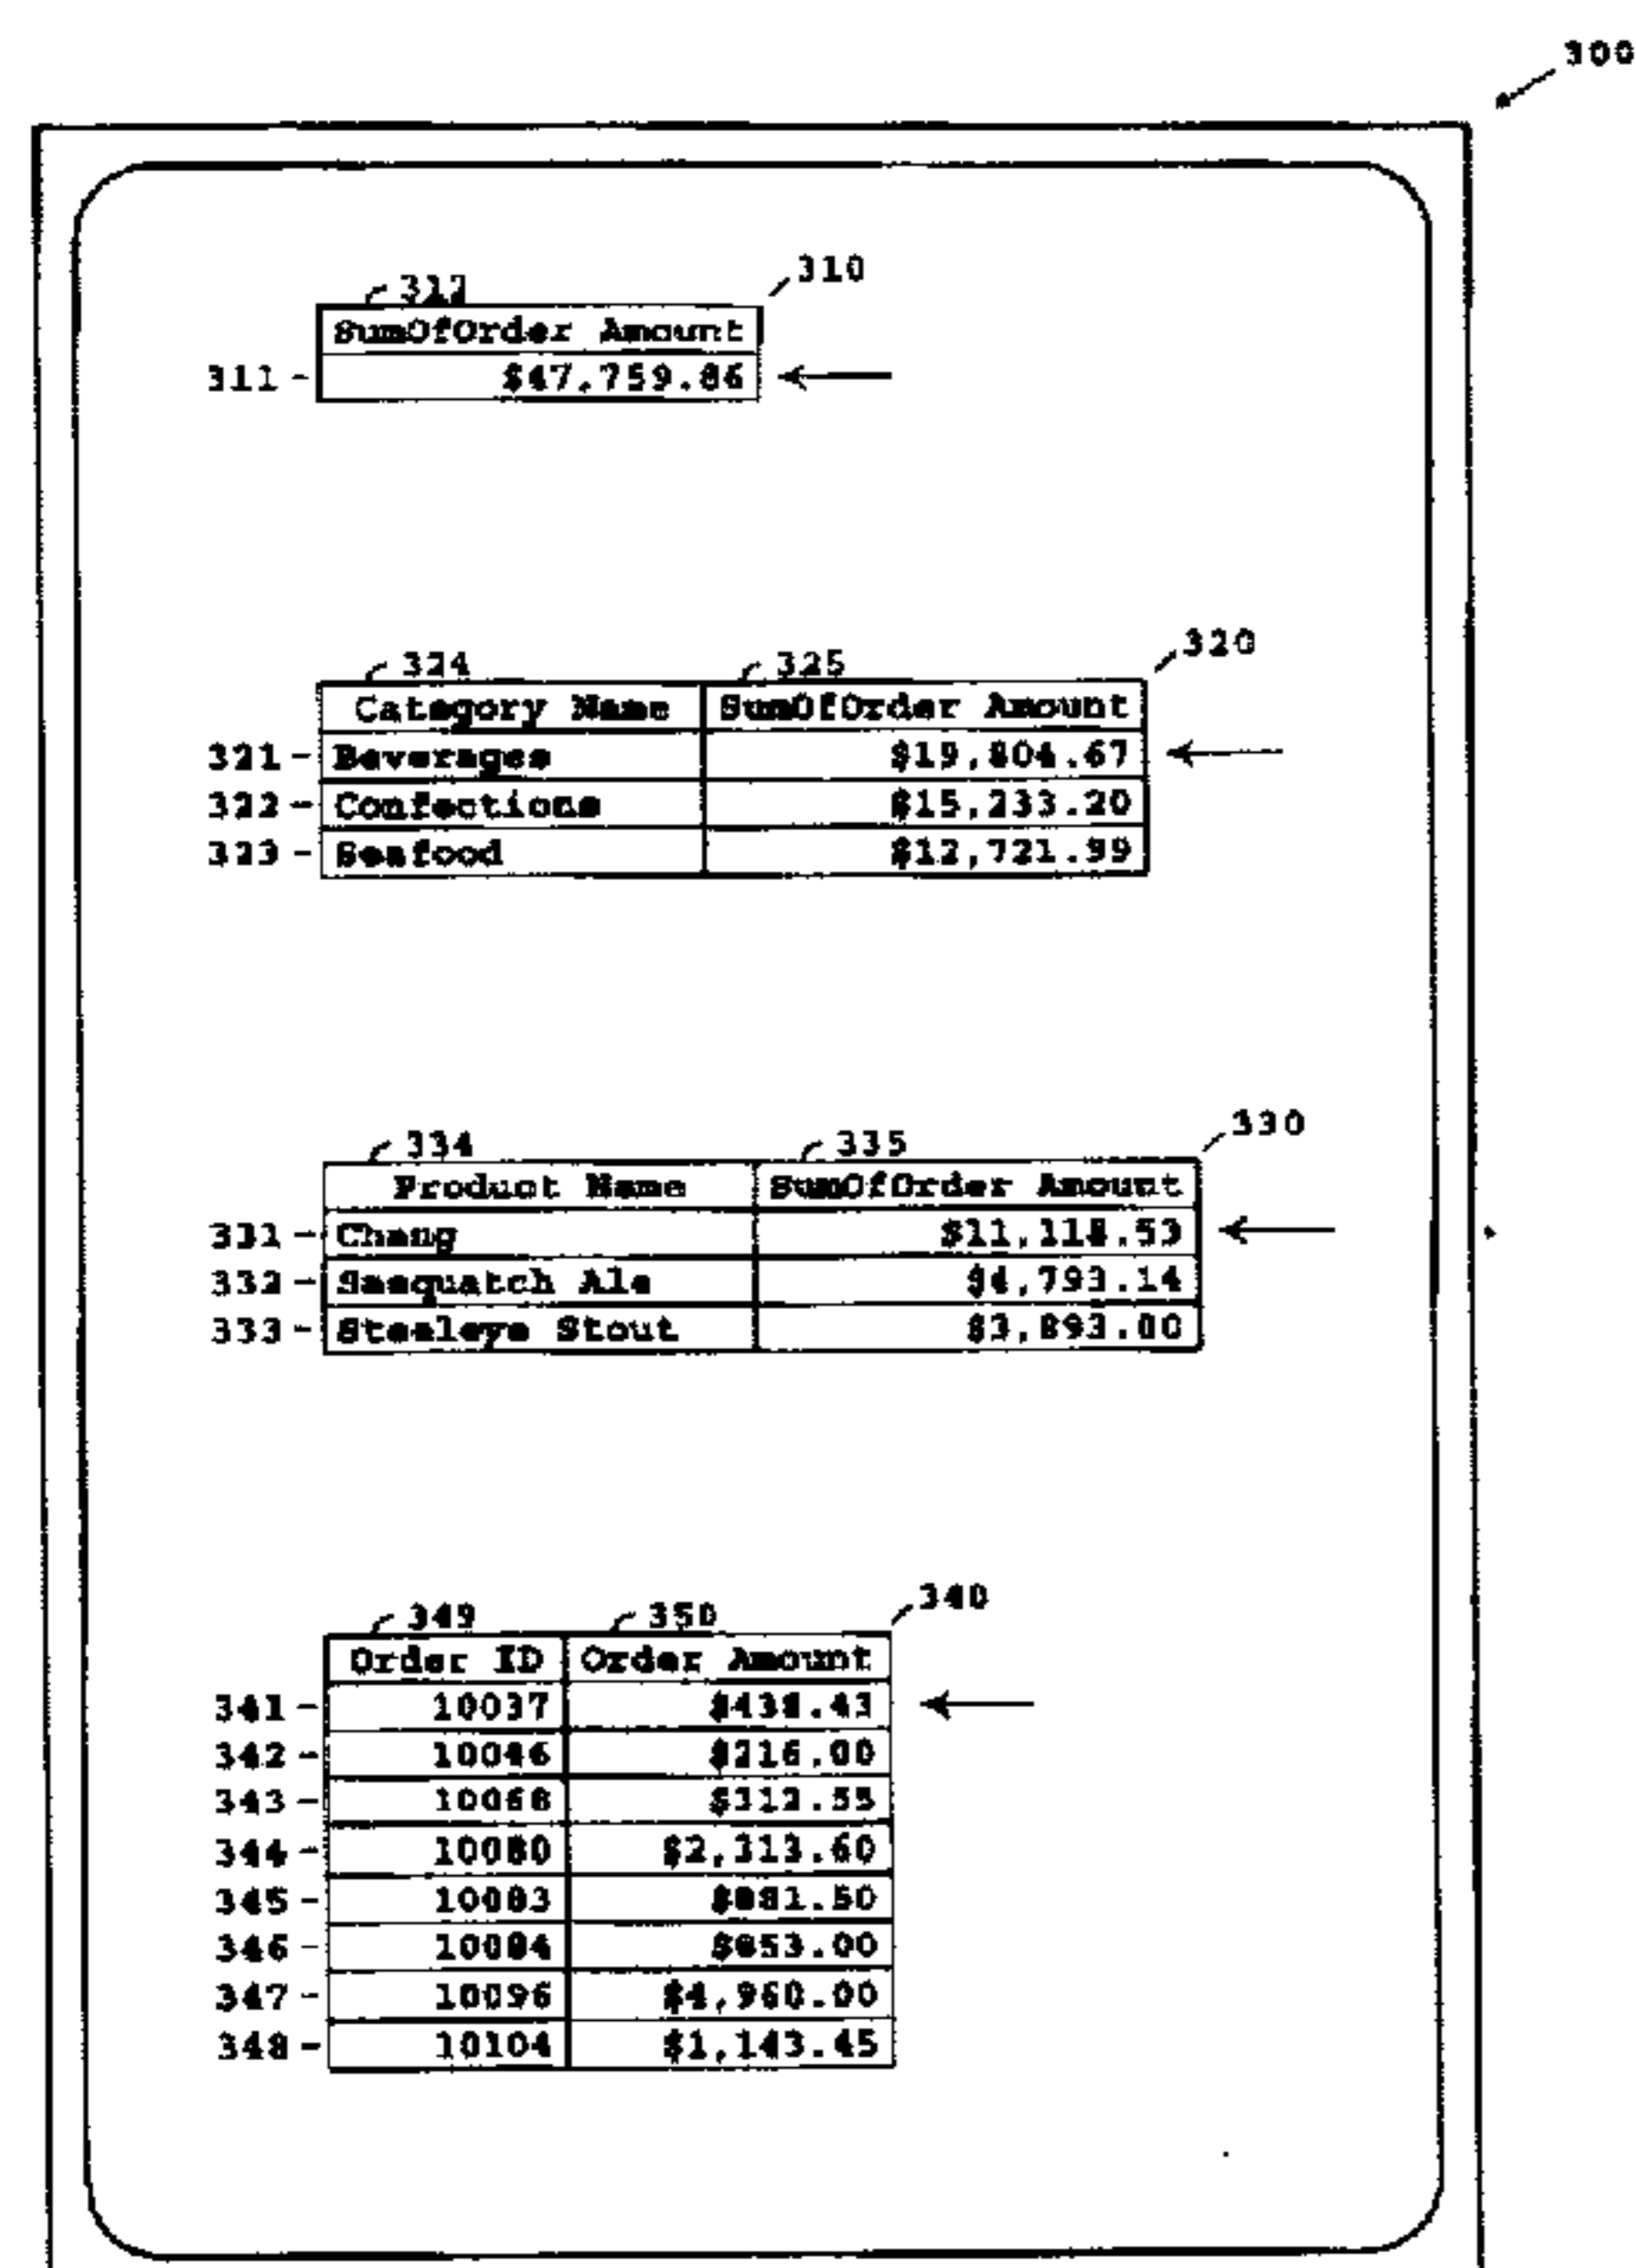 300
312 310
SumOfOrder Amount
311 $47,759.86
324 325 320
Category Name SumOfOrder Amount
321 Beverages $19,804.67
322 Confections $15,233.20
323 Seafood $12,721.99
334 335 330
Product Name SumOfOrder Amount
331 Chang $11,118.53
332 Sasquatch Ale $4,793.14
333 Steeleye Stout $3,893.00
349 350 340
Order ID Order Amount
341 10037 $438.43
342 10046 $216.00
343 10068 $312.55
344 10080 $2,313.60
345 10083 $881.50
346 10084 $853.00
347 10096 $4,960.00
348 10104 $1,143.45